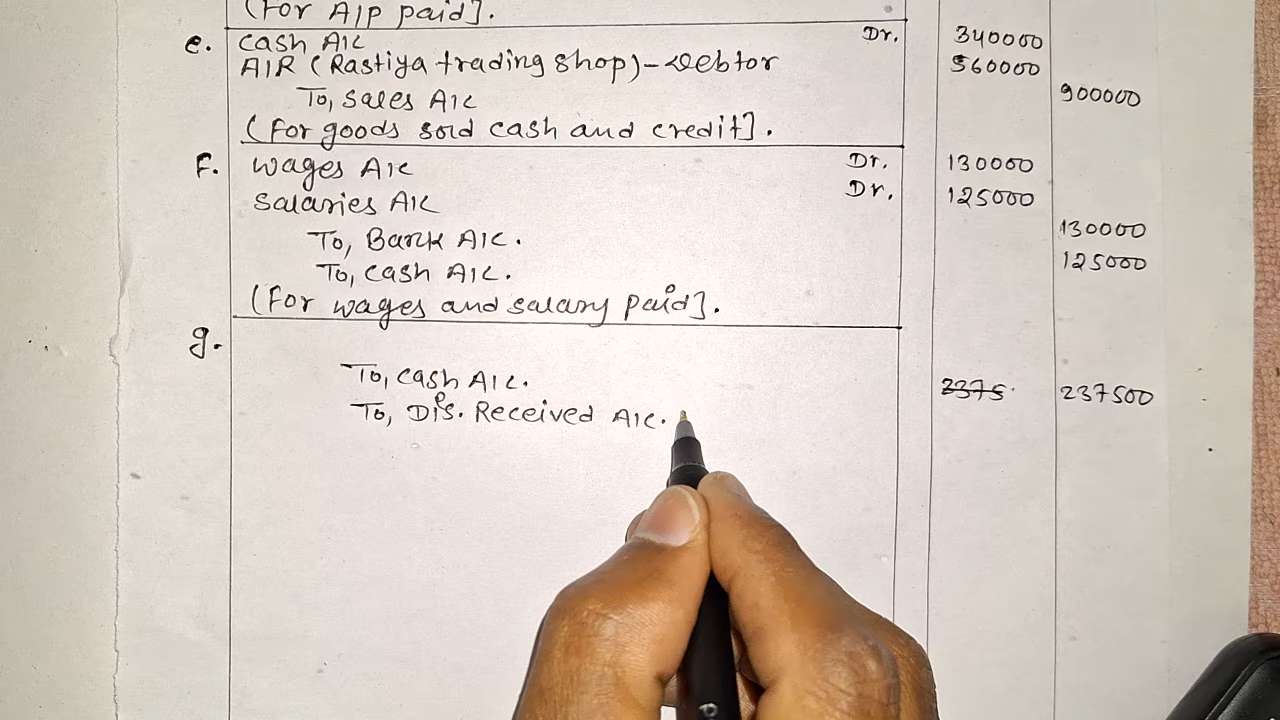 (For A/P paid].
e. Cash A/C Dr. 340000
A/R (Rastiya trading shop)-Debtor 560000
To, Sales A/C 900000
(For goods sold cash and credit].
f. Wages A/C Dr. 130000
Salaries A/C Dr. 125000
To, Bank A/C. 130000
To, Cash A/C. 125000
(For wages and salary paid].
g.
To, Cash A/C. 2375 237500
To, Dis. Received A/C.